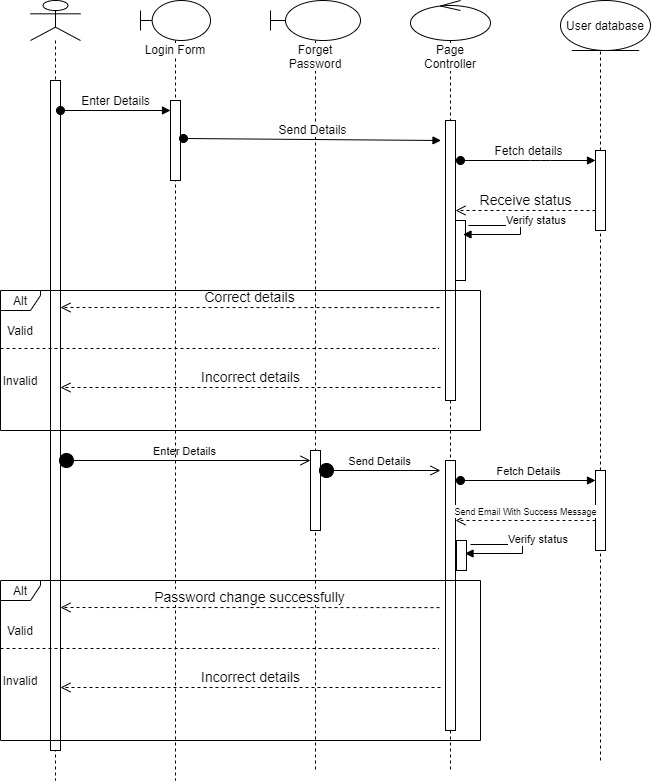 Login Form
Forget
Password
Page
Controller
User database
Enter Details
Send Details
Fetch details
Receive status
Verify status
Alt
Correct details
Valid
Invalid
Incorrect details
Enter Details
Send Details
Fetch Details
Send Email With Success Message
Verify status
Alt
Password change successfully
Valid
Invalid
Incorrect details